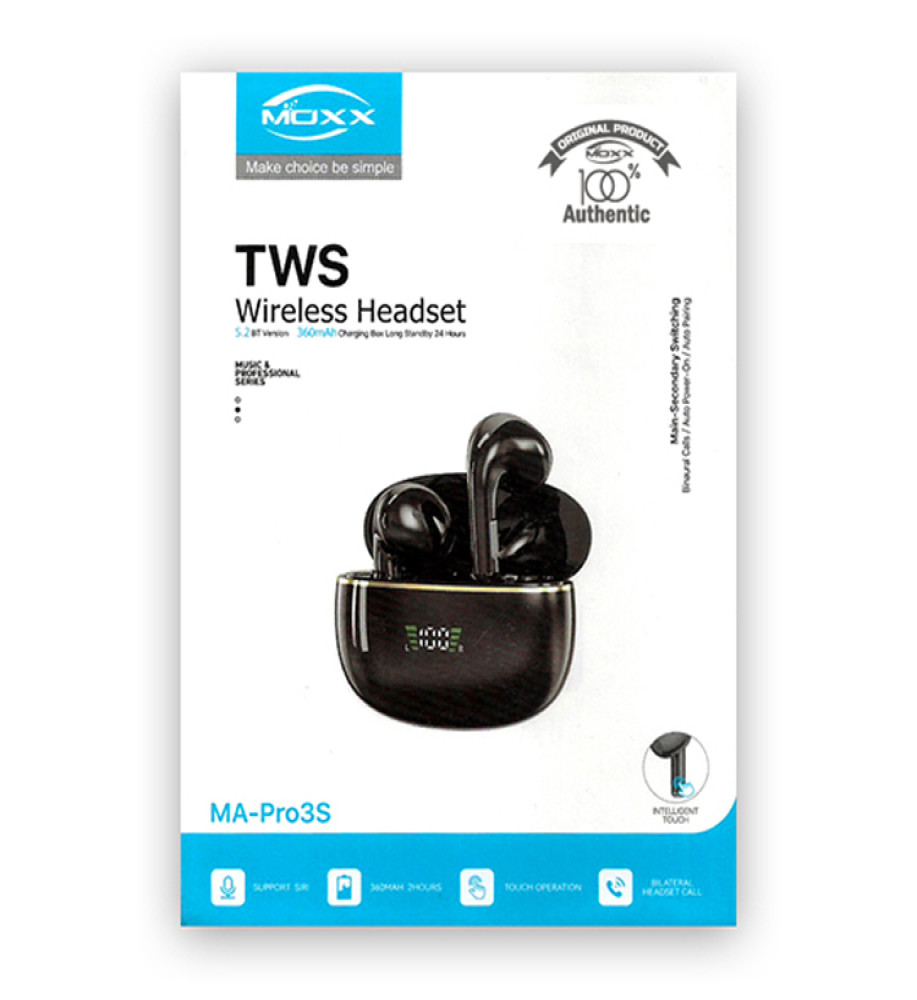 MOXX
Make choice be simple
ORIGINAL PRODUCT
MOXX
100%
Authentic
TWS
Wireless Headset
5.2 BT Version 360mAh Charging Box Long Standby 24 Hours
MUSIC &
PROFESSIONAL
SERIES
Main-Secondary Switching
Binaural Calls / Auto Power-On / Auto Pairing
100
L R
INTELLIGENT
TOUCH
MA-Pro3S
SUPPORT SIRI
360MAH 2HOURS
TOUCH OPERATION
BILATERAL
HEADSET CALL